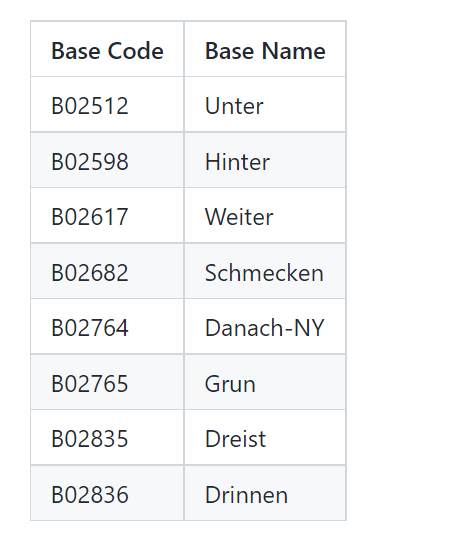 Base Code Base Name
B02512 Unter
B02598 Hinter
B02617 Weiter
B02682 Schmecken
B02764 Danach-NY
B02765 Grun
B02835 Dreist
B02836 Drinnen